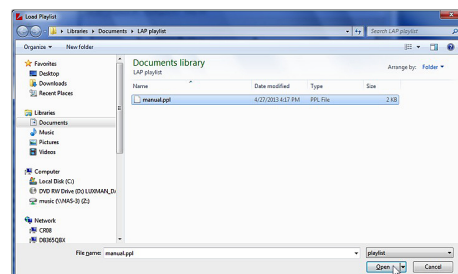 Load Playlist
Libraries ▸ Documents ▸ LAP playlist
Search LAP playlist
Organize
New folder
Documents library
LAP playlist
Arrange by: Folder
Name
Date modified
Type
Size
manual.ppl
4/27/2013 4:17 PM
PPL File
2 KB
Favorites
Desktop
Downloads
Recent Places
Libraries
Documents
Music
Pictures
Videos
Computer
Local Disk (C:)
DVD RW Drive (D:) LUXMAN_D
music (\\NAS-3) (Z:)
Network
CR08
DB365QBX
File name:
manual.ppl
playlist
Open
Cancel